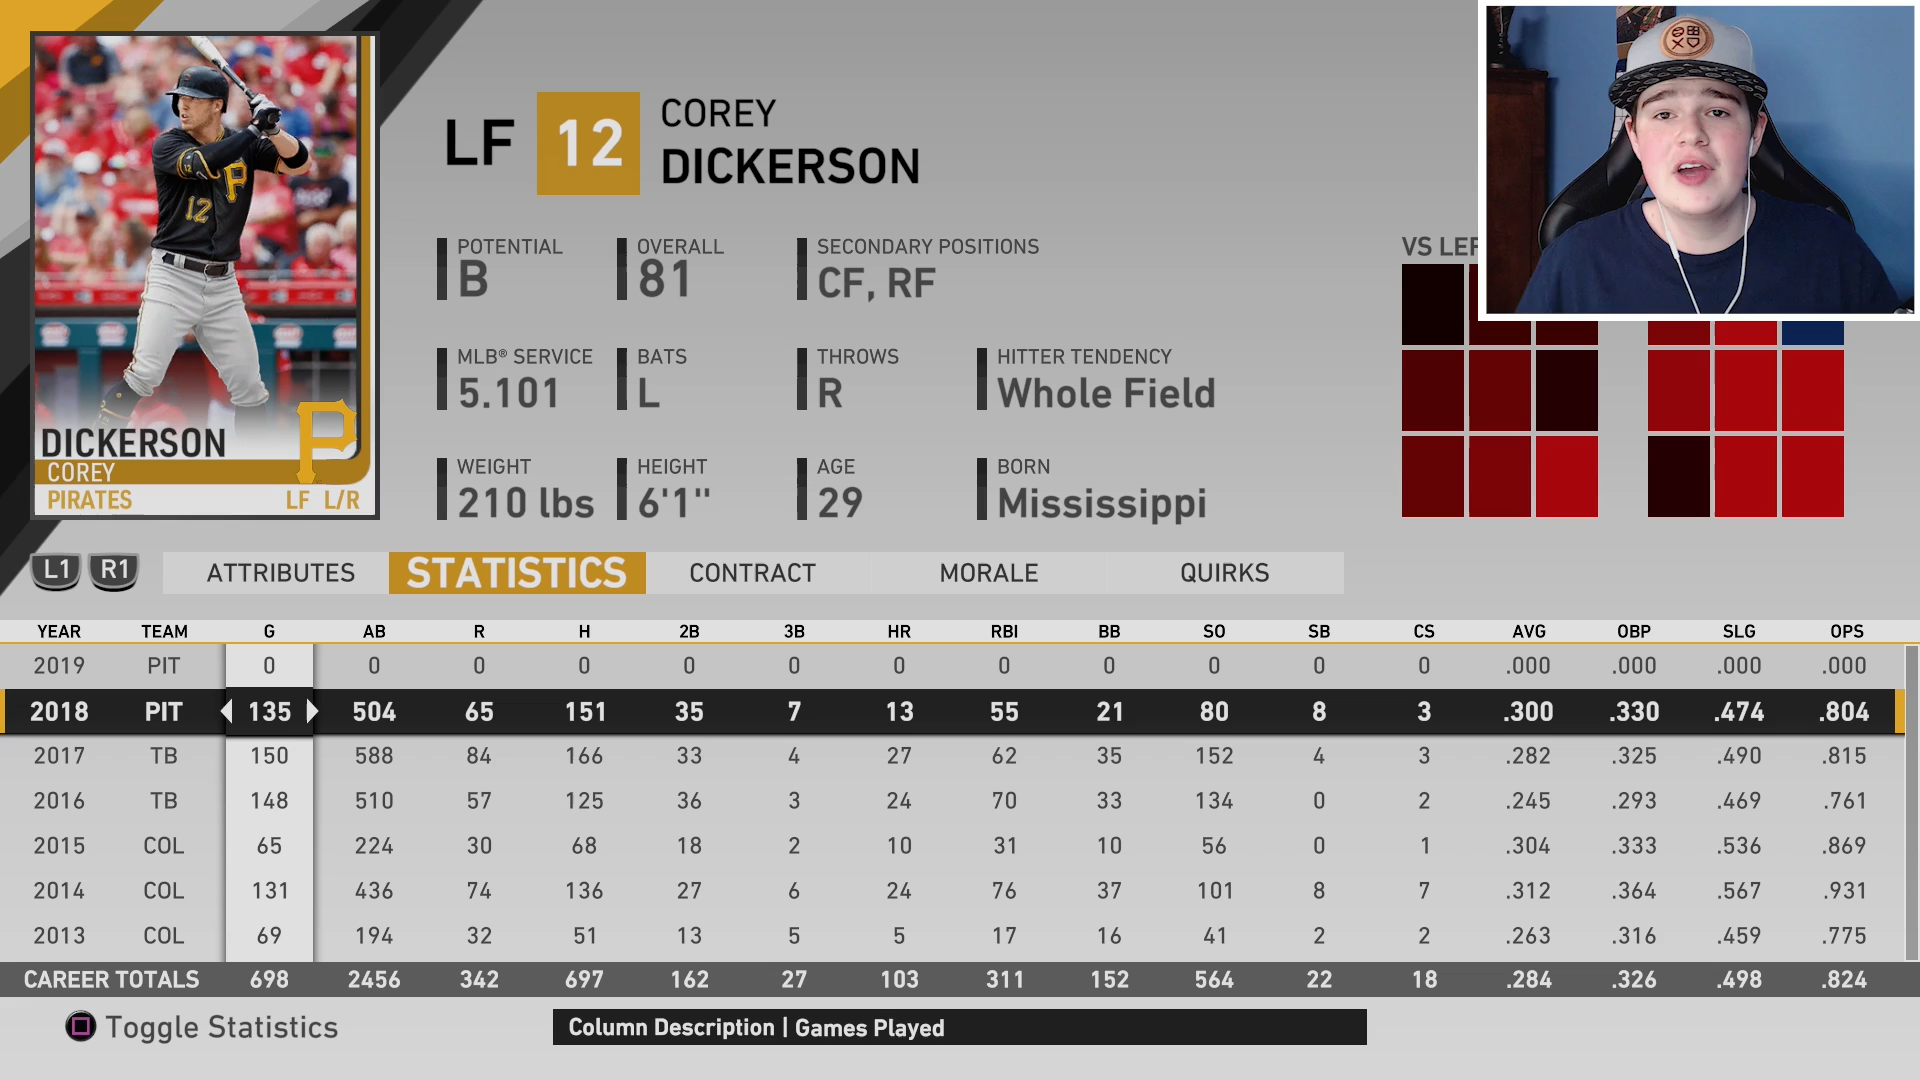 LF 12 COREY DICKERSON
P
12
DICKERSON
COREY
PIRATES LF L/R
POTENTIAL B
OVERALL 81
SECONDARY POSITIONS CF, RF
MLB® SERVICE 5.101
BATS L
THROWS R
HITTER TENDENCY Whole Field
WEIGHT 210 lbs
HEIGHT 6'1"
AGE 29
BORN Mississippi
VS LEF
L1 R1 ATTRIBUTES STATISTICS CONTRACT MORALE QUIRKS
YEAR TEAM G AB R H 2B 3B HR RBI BB SO SB CS AVG OBP SLG OPS
2019 PIT 0 0 0 0 0 0 0 0 0 0 0 0 .000 .000 .000 .000
2018 PIT 135 504 65 151 35 7 13 55 21 80 8 3 .300 .330 .474 .804
2017 TB 150 588 84 166 33 4 27 62 35 152 4 3 .282 .325 .490 .815
2016 TB 148 510 57 125 36 3 24 70 33 134 0 2 .245 .293 .469 .761
2015 COL 65 224 30 68 18 2 10 31 10 56 0 1 .304 .333 .536 .869
2014 COL 131 436 74 136 27 6 24 76 37 101 8 7 .312 .364 .567 .931
2013 COL 69 194 32 51 13 5 5 17 16 41 2 2 .263 .316 .459 .775
CAREER TOTALS 698 2456 342 697 162 27 103 311 152 564 22 18 .284 .326 .498 .824
Toggle Statistics
Column Description | Games Played